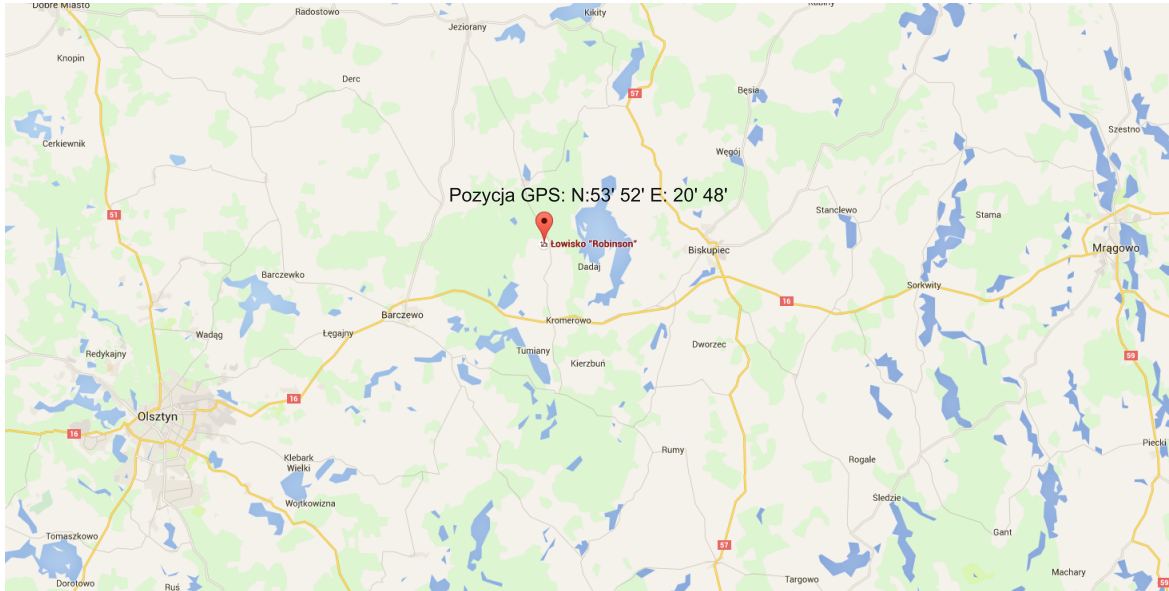 Dobre Miasto
Radostowo
Kikity
Jeziorany
Knopin
Derc
57
Bęsia
Szestno
Cerkiewnik
Węgój
Pozycja GPS: N:53' 52' E: 20' 48'
51
Stanclewo
Stama
Łowisko "Robinson"
Biskupiec
Mrągowo
Dadaj
Barczewko
Sorkwity
16
Barczewo
Kromerowo
Wadąg
Łęgajny
Dworzec
Redykajny
Tumiany
Kierzbuń
59
16
Olsztyn
16
Piecki
Rumy
Klebark
Wielki
Rogale
Śledzie
Wojtkowizna
Gant
Tomaszkowo
57
Machary
Targowo
Dorotowo
Ruś
59